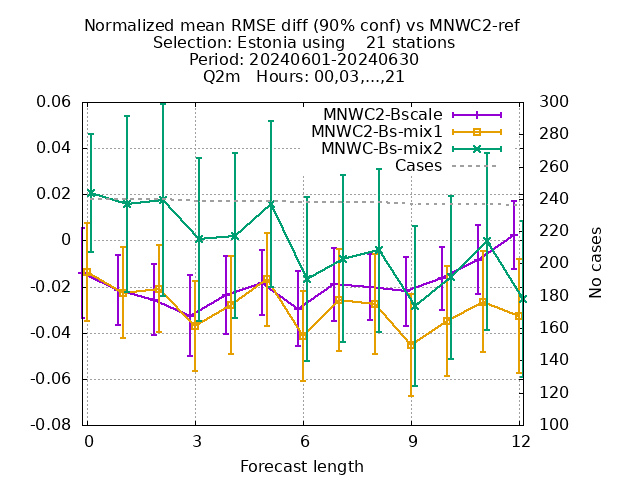 Normalized mean RMSE diff (90% conf) vs MNWC2-ref
Selection: Estonia using    21 stations
Period: 20240601-20240630
Q2m   Hours: 00,03,...,21
MNWC2-Bscale
MNWC2-Bs-mix1
MNWC-Bs-mix2
Cases
0.06
0.04
0.02
0
-0.02
-0.04
-0.06
-0.08
300
280
260
240
220
200
180
160
140
120
100
No cases
0 3 6 9 12
Forecast length